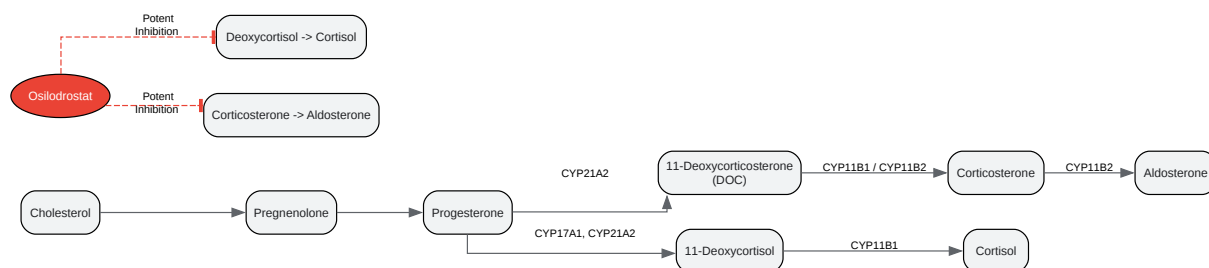 Potent
Inhibition
Deoxycortisol -> Cortisol
Osilodrostat
Potent
Inhibition
Corticosterone -> Aldosterone
CYP21A2
11-Deoxycorticosterone
(DOC)
CYP11B1 / CYP11B2
Corticosterone
CYP11B2
Aldosterone
Cholesterol
Pregnenolone
Progesterone
CYP17A1, CYP21A2
11-Deoxycortisol
CYP11B1
Cortisol